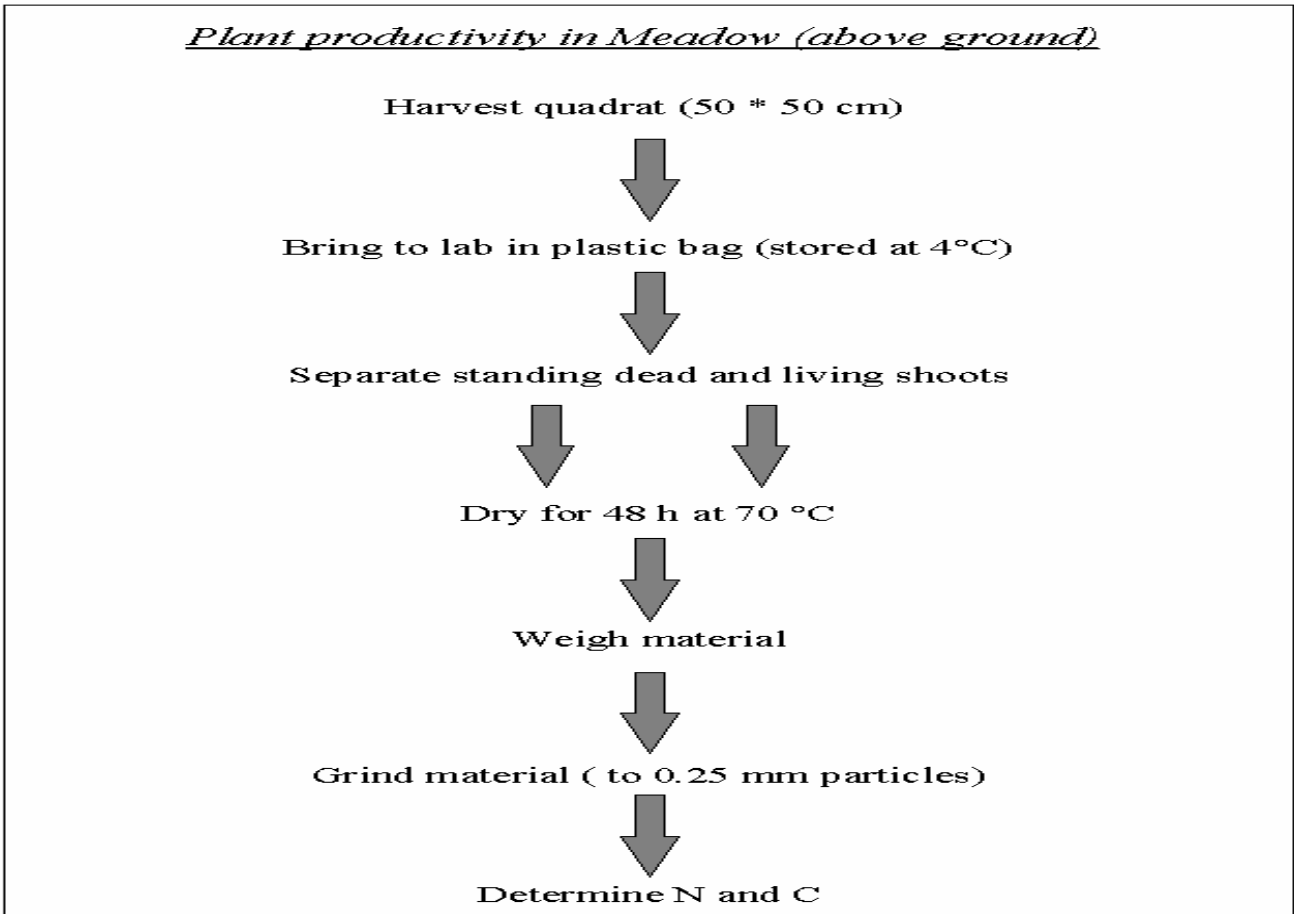 Plant productivity in Meadow (above ground)
Harvest quadrat (50 * 50 cm)
Bring to lab in plastic bag (stored at 4°C)
Separate standing dead and living shoots
Dry for 48 h at 70 °C
Weigh material
Grind material ( to 0.25 mm particles)
Determine N and C